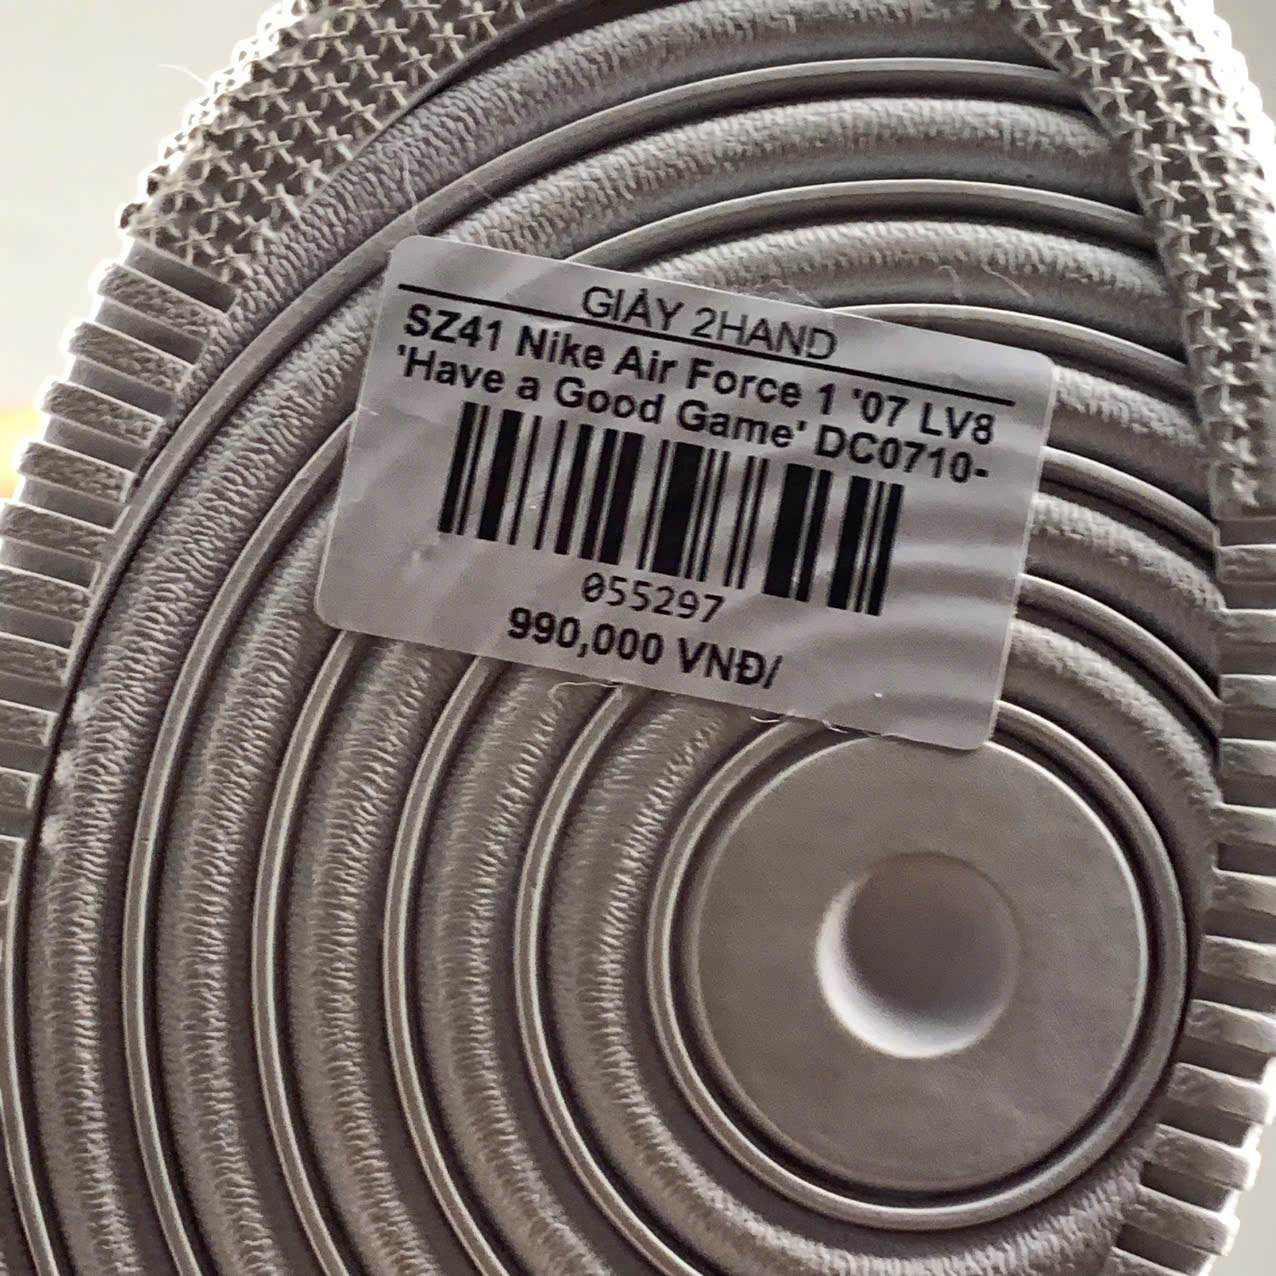 GIÀY 2HAND
SZ41 Nike Air Force 1 '07 LV8
'Have a Good Game' DC0710-
055297
990,000 VNĐ/